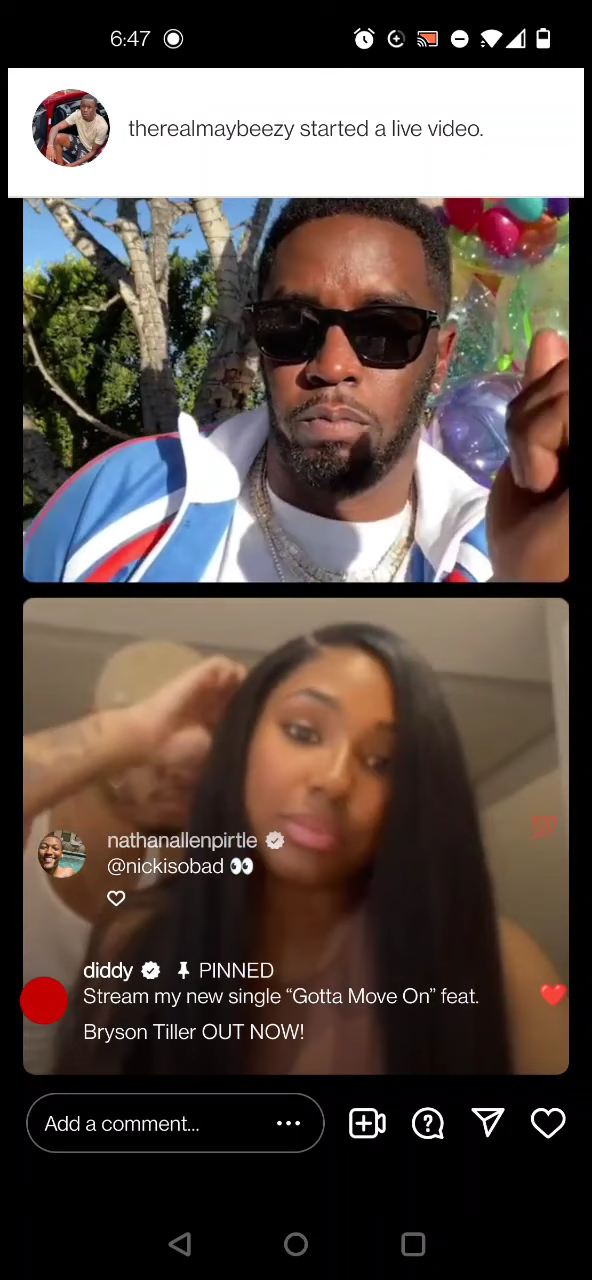 6:47
therealmaybeezy started a live video.
💯
nathanallenpirtle
@nickisobad 👀
diddy PINNED
Stream my new single “Gotta Move On” feat.
Bryson Tiller OUT NOW!
Add a comment...